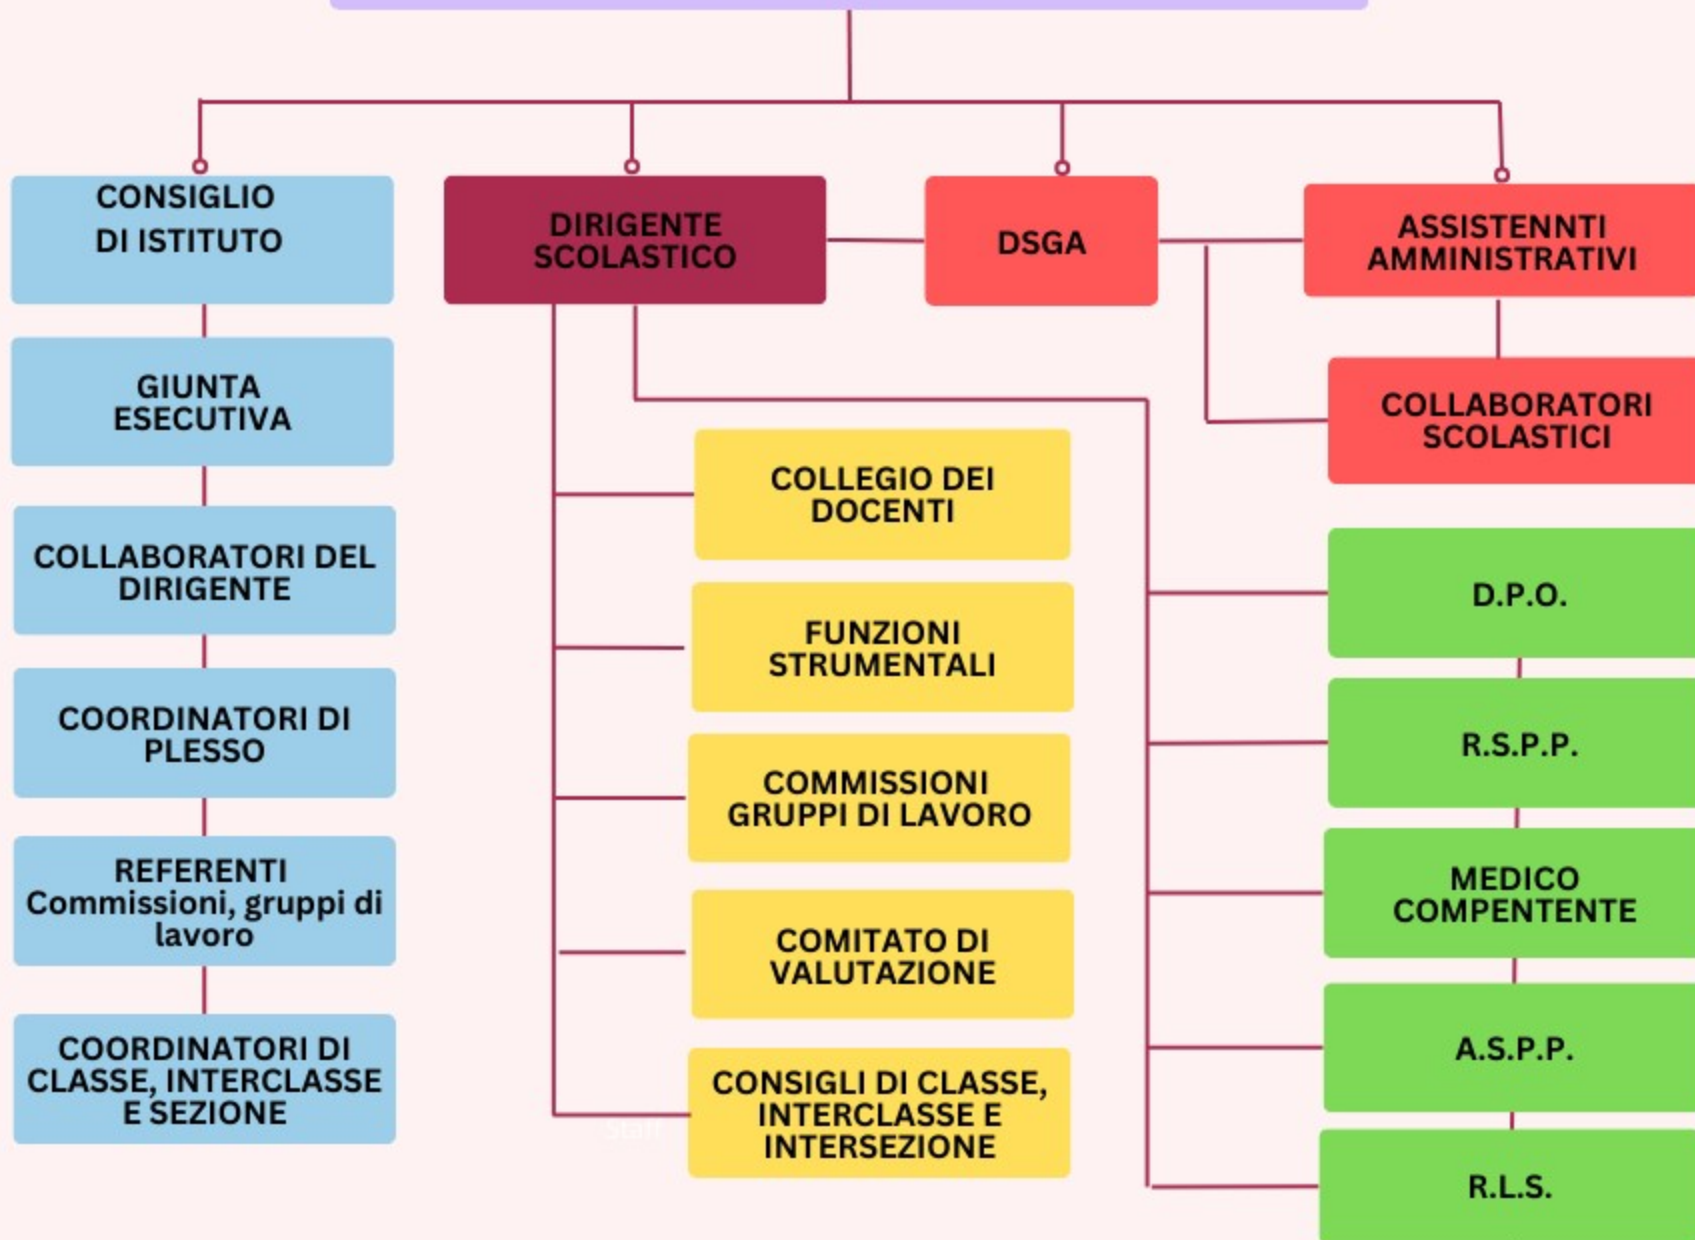 CONSIGLIO
DI ISTITUTO
DIRIGENTE
SCOLASTICO
DSGA
ASSISTENNTI
AMMINISTRATIVI
GIUNTA
ESECUTIVA
COLLABORATORI
SCOLASTICI
COLLABORATORI DEL
DIRIGENTE
COORDINATORI DI
PLESSO
REFERENTI
Commissioni, gruppi di
lavoro
COORDINATORI DI
CLASSE, INTERCLASSE
E SEZIONE
COLLEGIO DEI
DOCENTI
FUNZIONI
STRUMENTALI
COMMISSIONI
GRUPPI DI LAVORO
COMITATO DI
VALUTAZIONE
CONSIGLI DI CLASSE,
INTERCLASSE E
INTERSEZIONE
Staff
D.P.O.
R.S.P.P.
MEDICO
COMPENTENTE
A.S.P.P.
R.L.S.